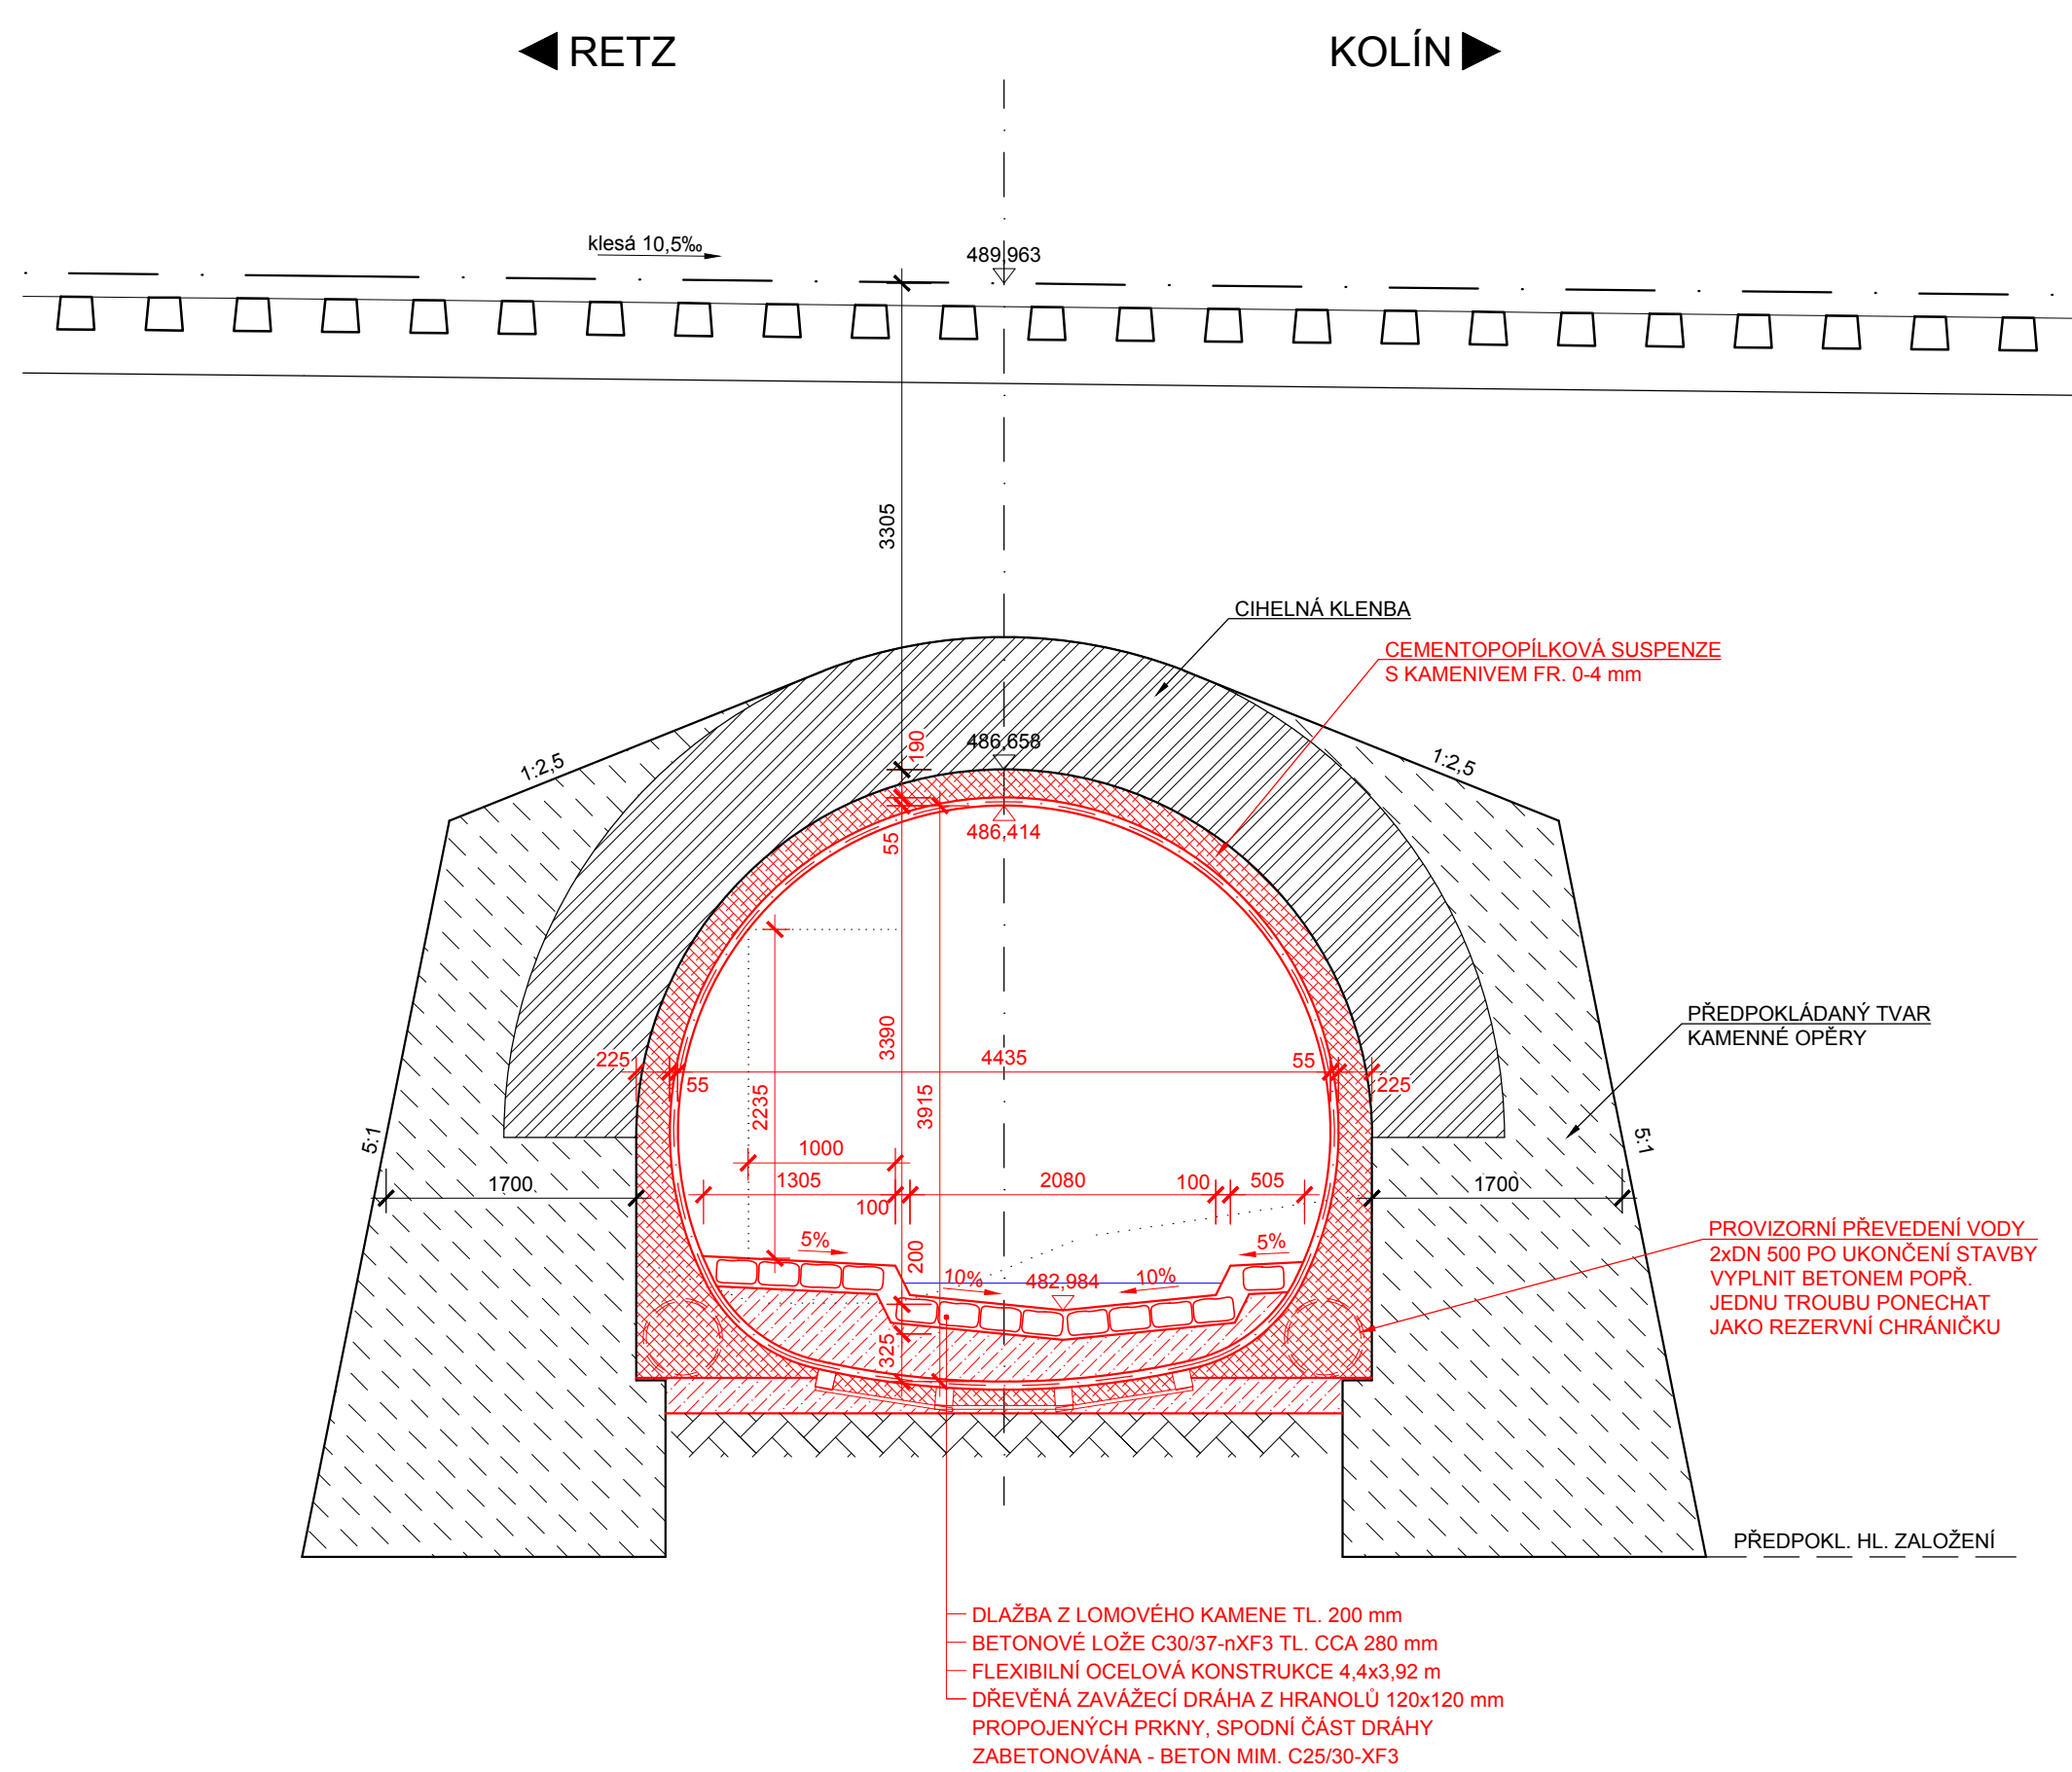 RETZ
KOLÍN
klesá 10,5‰
489,963
3305
CIHELNÁ KLENBA
CEMENTOPOPÍLKOVÁ SUSPENZE
S KAMENIVEM FR. 0-4 mm
190
486,658
1:2,5
1:2,5
55
486,414
PŘEDPOKLÁDANÝ TVAR
KAMENNÉ OPĚRY
3390
225
4435
55
55
225
2235
3915
5:1
5:1
1000
1700
1305
2080
100
505
1700
100
PROVIZORNÍ PŘEVEDENÍ VODY
2xDN 500 PO UKONČENÍ STAVBY
VYPLNIT BETONEM POPŘ.
JEDNU TROUBU PONECHAT
JAKO REZERVNÍ CHRÁNIČKU
5%
5%
200
10%
482,984
10%
325
PŘEDPOKL. HL. ZALOŽENÍ
DLAŽBA Z LOMOVÉHO KAMENE TL. 200 mm
BETONOVÉ LOŽE C30/37-nXF3 TL. CCA 280 mm
FLEXIBILNÍ OCELOVÁ KONSTRUKCE 4,4x3,92 m
DŘEVĚNÁ ZAVÁŽECÍ DRÁHA Z HRANOLŮ 120x120 mm
PROPOJENÝCH PRKNY, SPODNÍ ČÁST DRÁHY
ZABETONOVÁNA - BETON MIM. C25/30-XF3